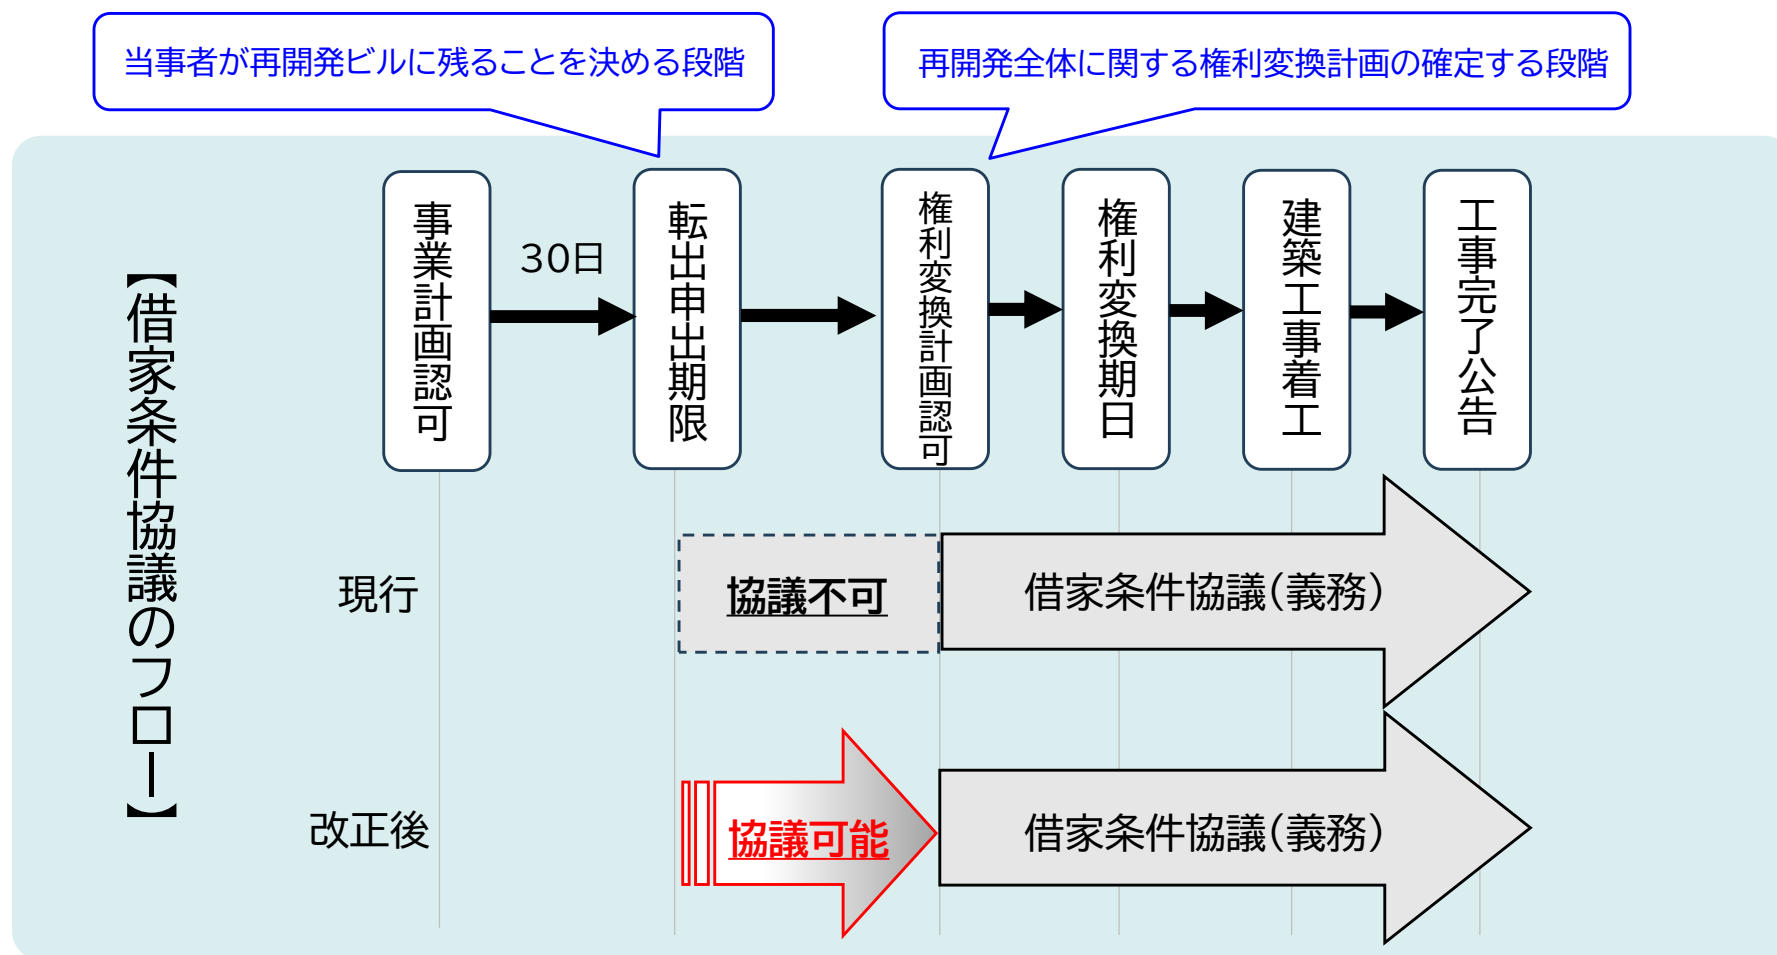 当事者が再開発ビルに残ることを決める段階
再開発全体に関する権利変換計画の確定する段階
【借家条件協議のフロー】
事業計画認可
30日
転出申出期限
権利変換計画認可
権利変換期日
建築工事着工
工事完了公告
現行
協議不可
借家条件協議(義務)
改正後
協議可能
借家条件協議(義務)